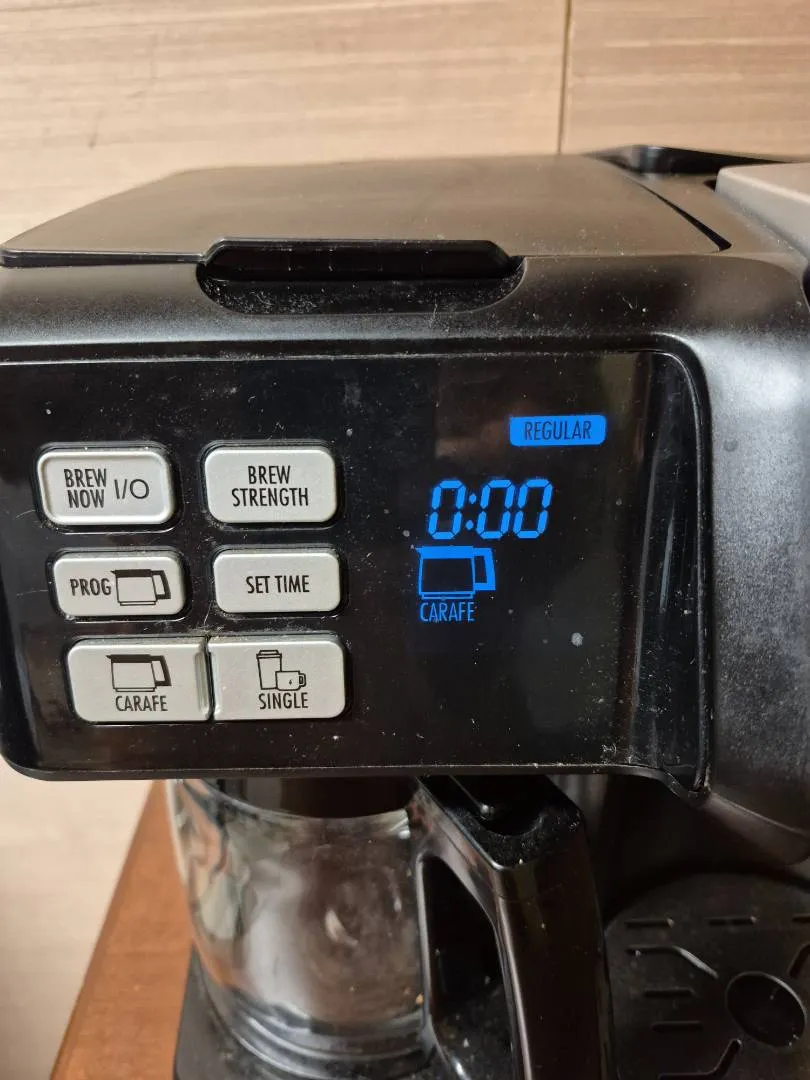 REGULAR
BREW
NOW I/O
BREW
STRENGTH
0:00
PROG
SET TIME
CARAFE
CARAFE
SINGLE